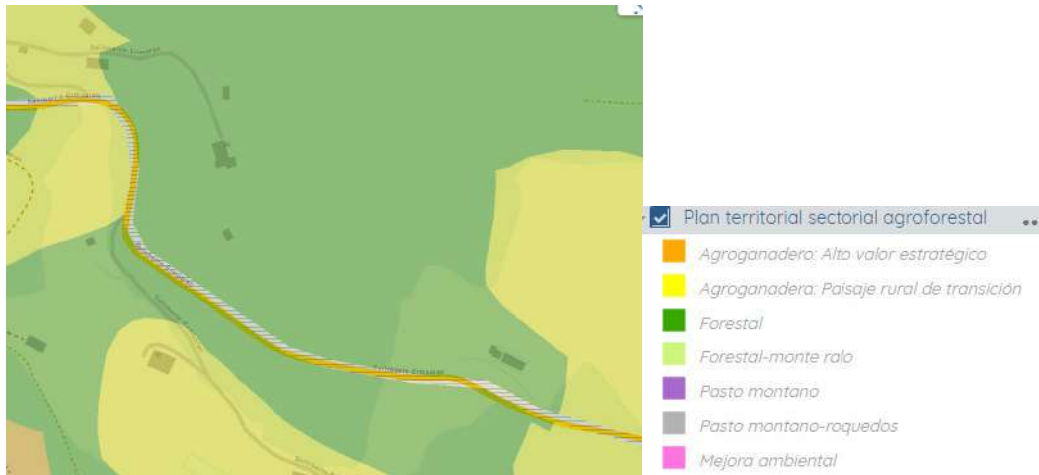 Plan territorial sectorial agroforestal
Agroganadero: Alto valor estratégico
Agroganadera: Paisaje rural de transición
Forestal
Forestal-monte ralo
Pasto montano
Pasto montano-roquedos
Mejora ambiental